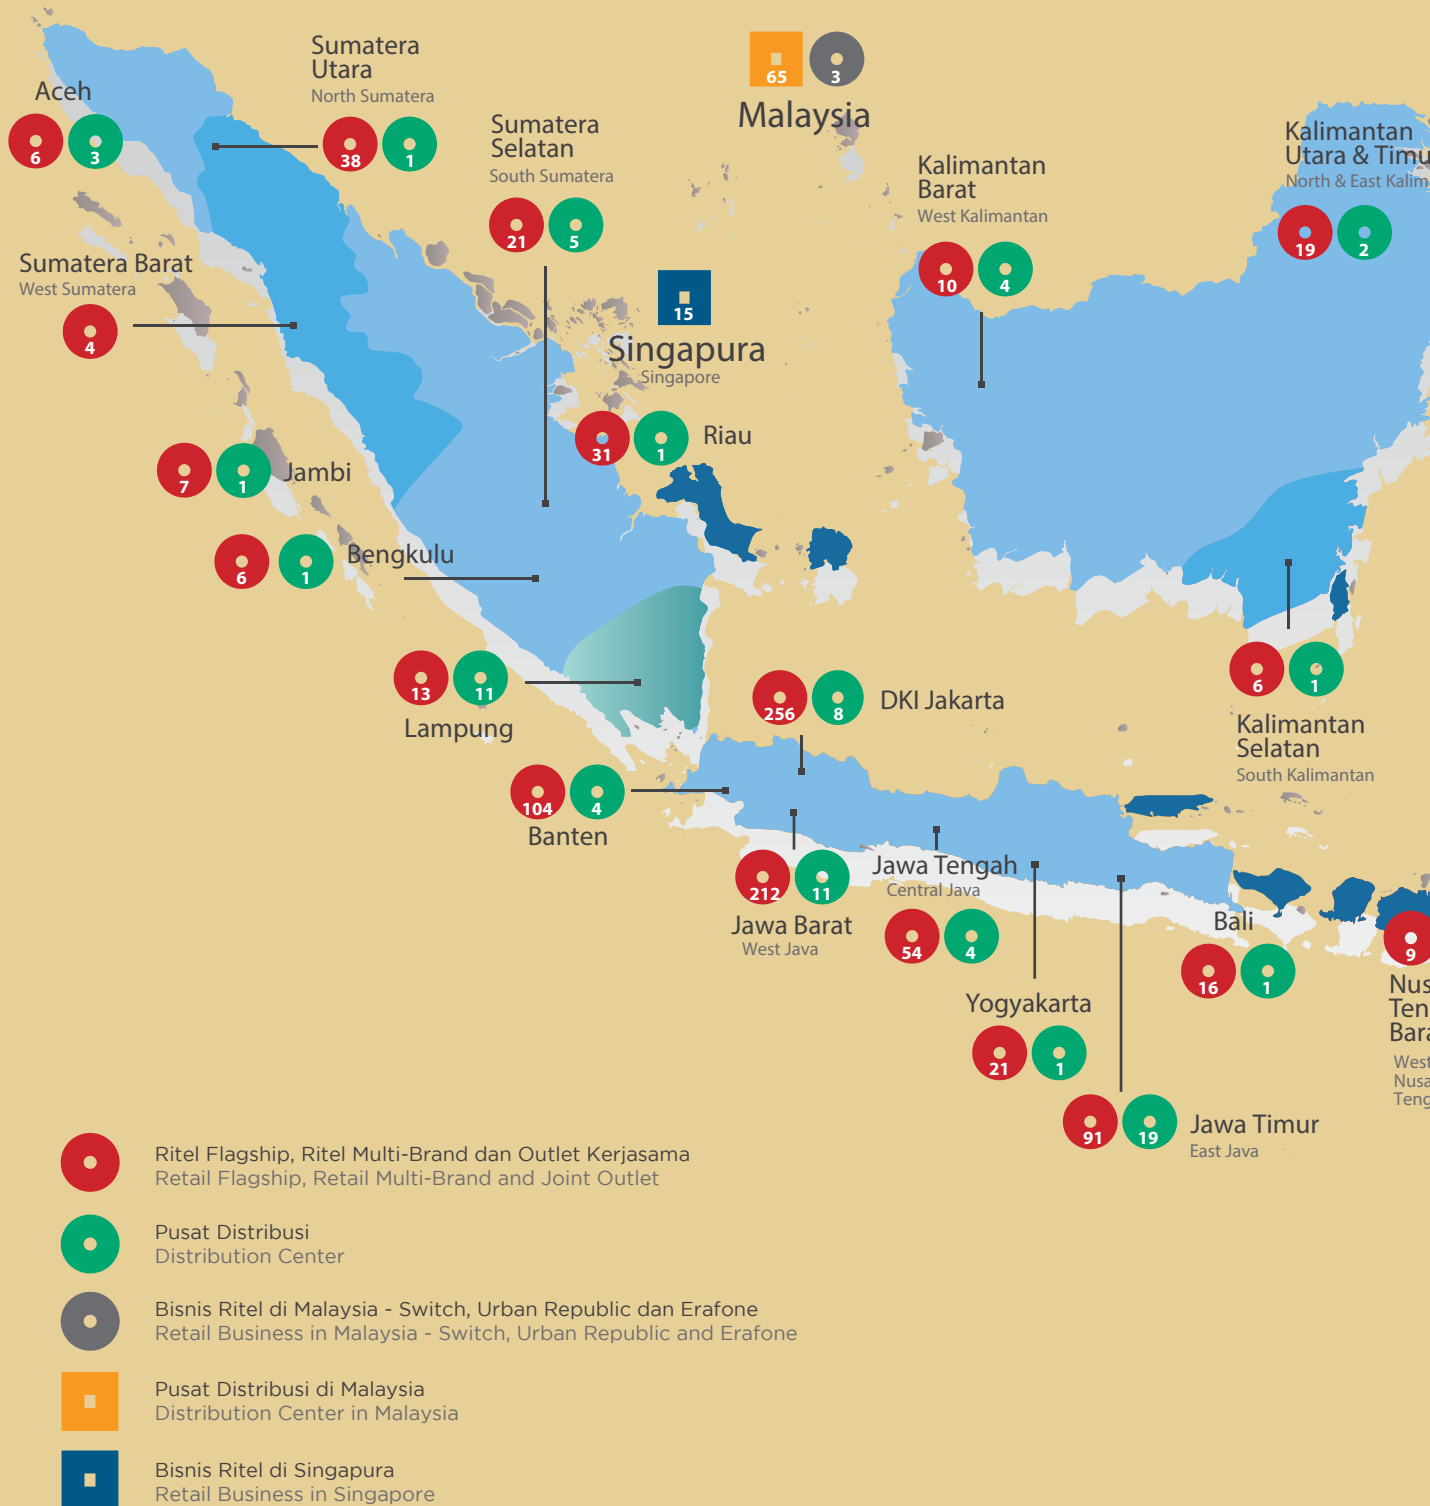 Aceh
6
3
Sumatera
Utara
North Sumatera
38
1
Sumatera
Selatan
South Sumatera
21
5
65
3
Malaysia
Kalimantan
Barat
West Kalimantan
10
4
Kalimantan
Utara & Timu
North & East Kalim
19
2
Sumatera Barat
West Sumatera
4
15
Singapura
Singapore
31
1
Riau
7
1
Jambi
6
1
Bengkulu
13
11
Lampung
256
8
DKI Jakarta
6
1
Kalimantan
Selatan
South Kalimantan
104
4
Banten
212
11
Jawa Barat
West Java
Jawa Tengah
Central Java
54
4
Yogyakarta
21
1
Bali
16
1
9
Nus
Ten
Bara
West
Nusa
Teng
91
19
Jawa Timur
East Java
Ritel Flagship, Ritel Multi-Brand dan Outlet Kerjasama
Retail Flagship, Retail Multi-Brand and Joint Outlet
Pusat Distribusi
Distribution Center
Bisnis Ritel di Malaysia - Switch, Urban Republic dan Erafone
Retail Business in Malaysia - Switch, Urban Republic and Erafone
Pusat Distribusi di Malaysia
Distribution Center in Malaysia
Bisnis Ritel di Singapura
Retail Business in Singapore